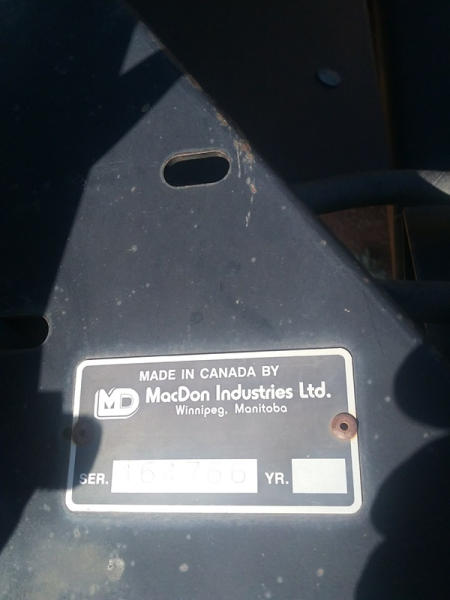 MADE IN CANADA BY
MD MacDon Industries Ltd.
Winnipeg, Manitoba
SER. YR.